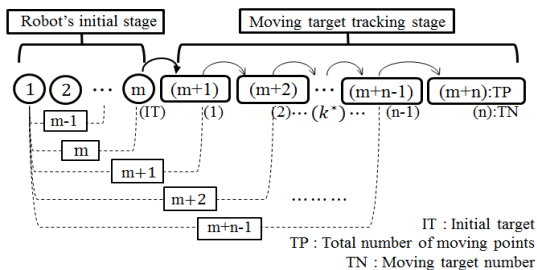 Robot's initial stage
Moving target tracking stage
1 2 ··· m (m+1) (m+2) ··· (m+n-1) (m+n):TP
(IT) (1) (2)··· (k*) ··· (n-1) (n):TN
m-1
m
m+1
m+2 ………
m+n-1
IT : Initial target
TP : Total number of moving points
TN : Moving target number